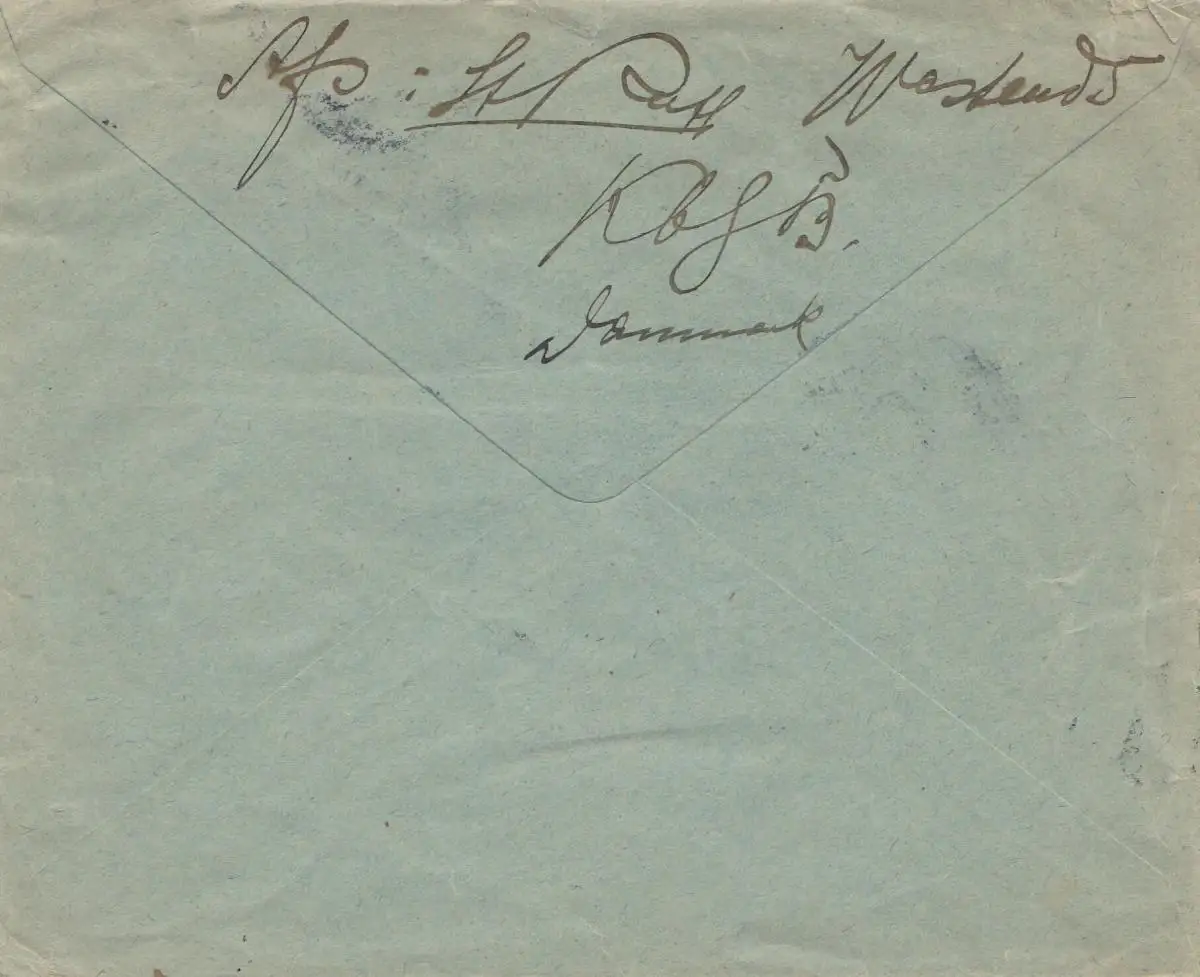 Afs: Westend 5
Kbh B.
Danmark